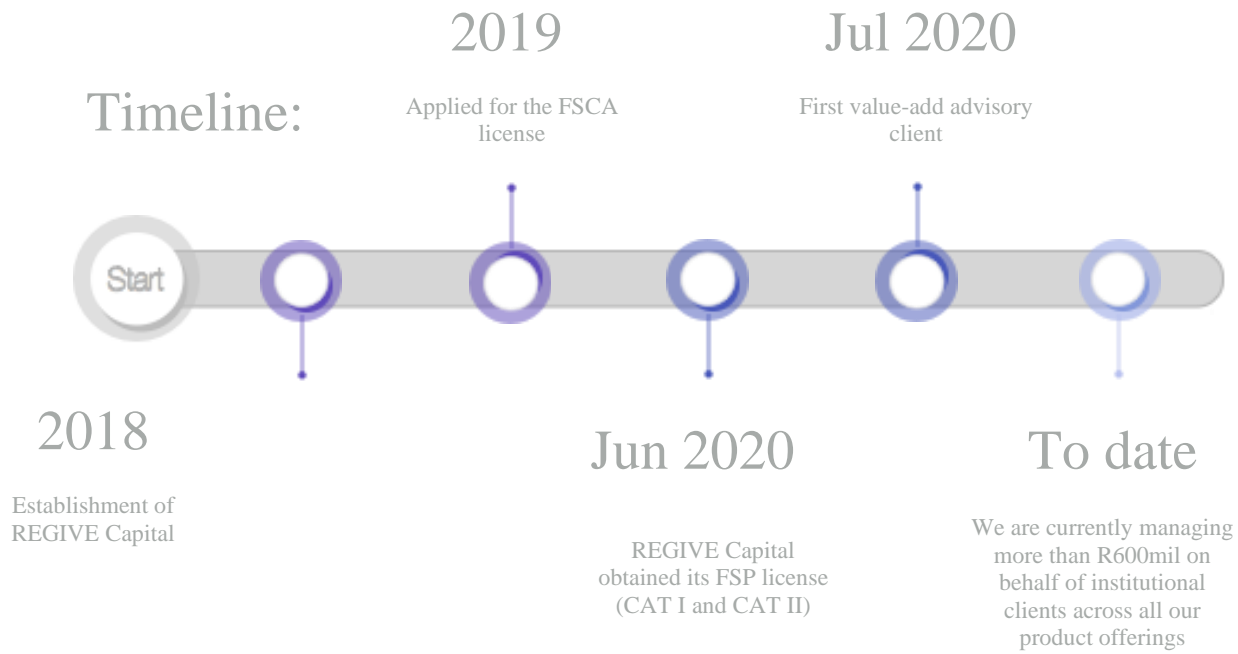 Timeline:
Start
2018
Establishment of
REGIVE Capital
2019
Applied for the FSCA
license
Jun 2020
REGIVE Capital
obtained its FSP license
(CAT I and CAT II)
Jul 2020
First value-add advisory
client
To date
We are currently managing
more than R600mil on
behalf of institutional
clients across all our
product offerings